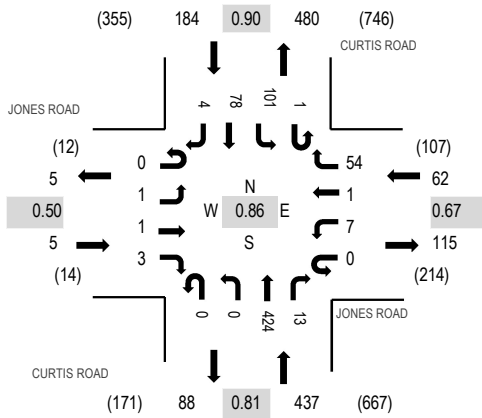 (355) 184 0.90 480 (746)
CURTIS ROAD
JONES ROAD
4 78 101 1
(12) (107)
0 54
5 62
1 N 1
0.50 W 0.86 E 0.67
1 S 7
5 115
3 0
(14) (214)
0 0 424 13
JONES ROAD
CURTIS ROAD
(171) 88 0.81 437 (667)